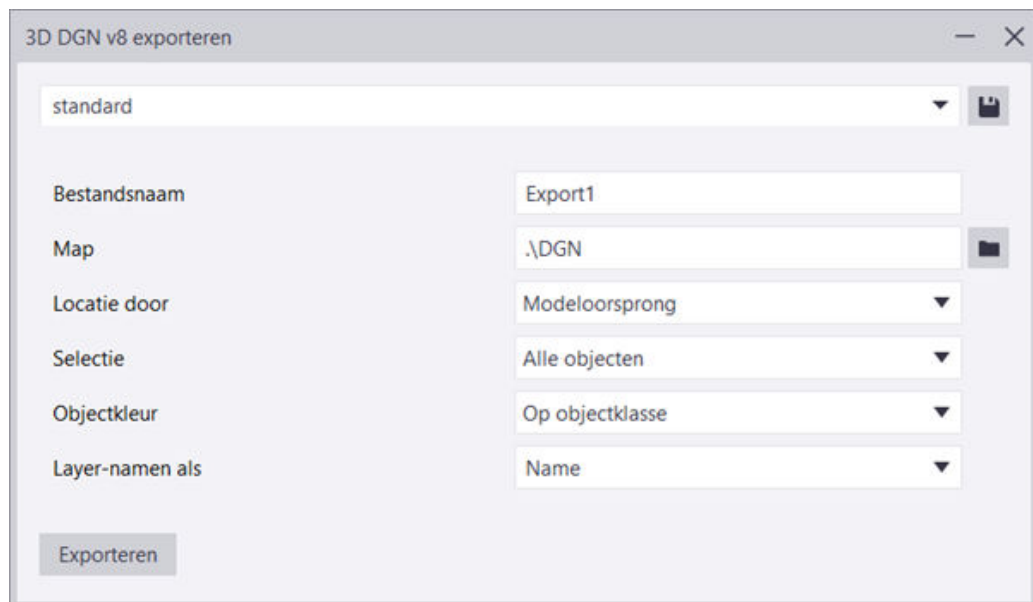 3D DGN v8 exporteren
standard
Bestandsnaam Export1
Map .\DGN
Locatie door Modeloorsprong
Selectie Alle objecten
Objectkleur Op objectklasse
Layer-namen als Name
Exporteren